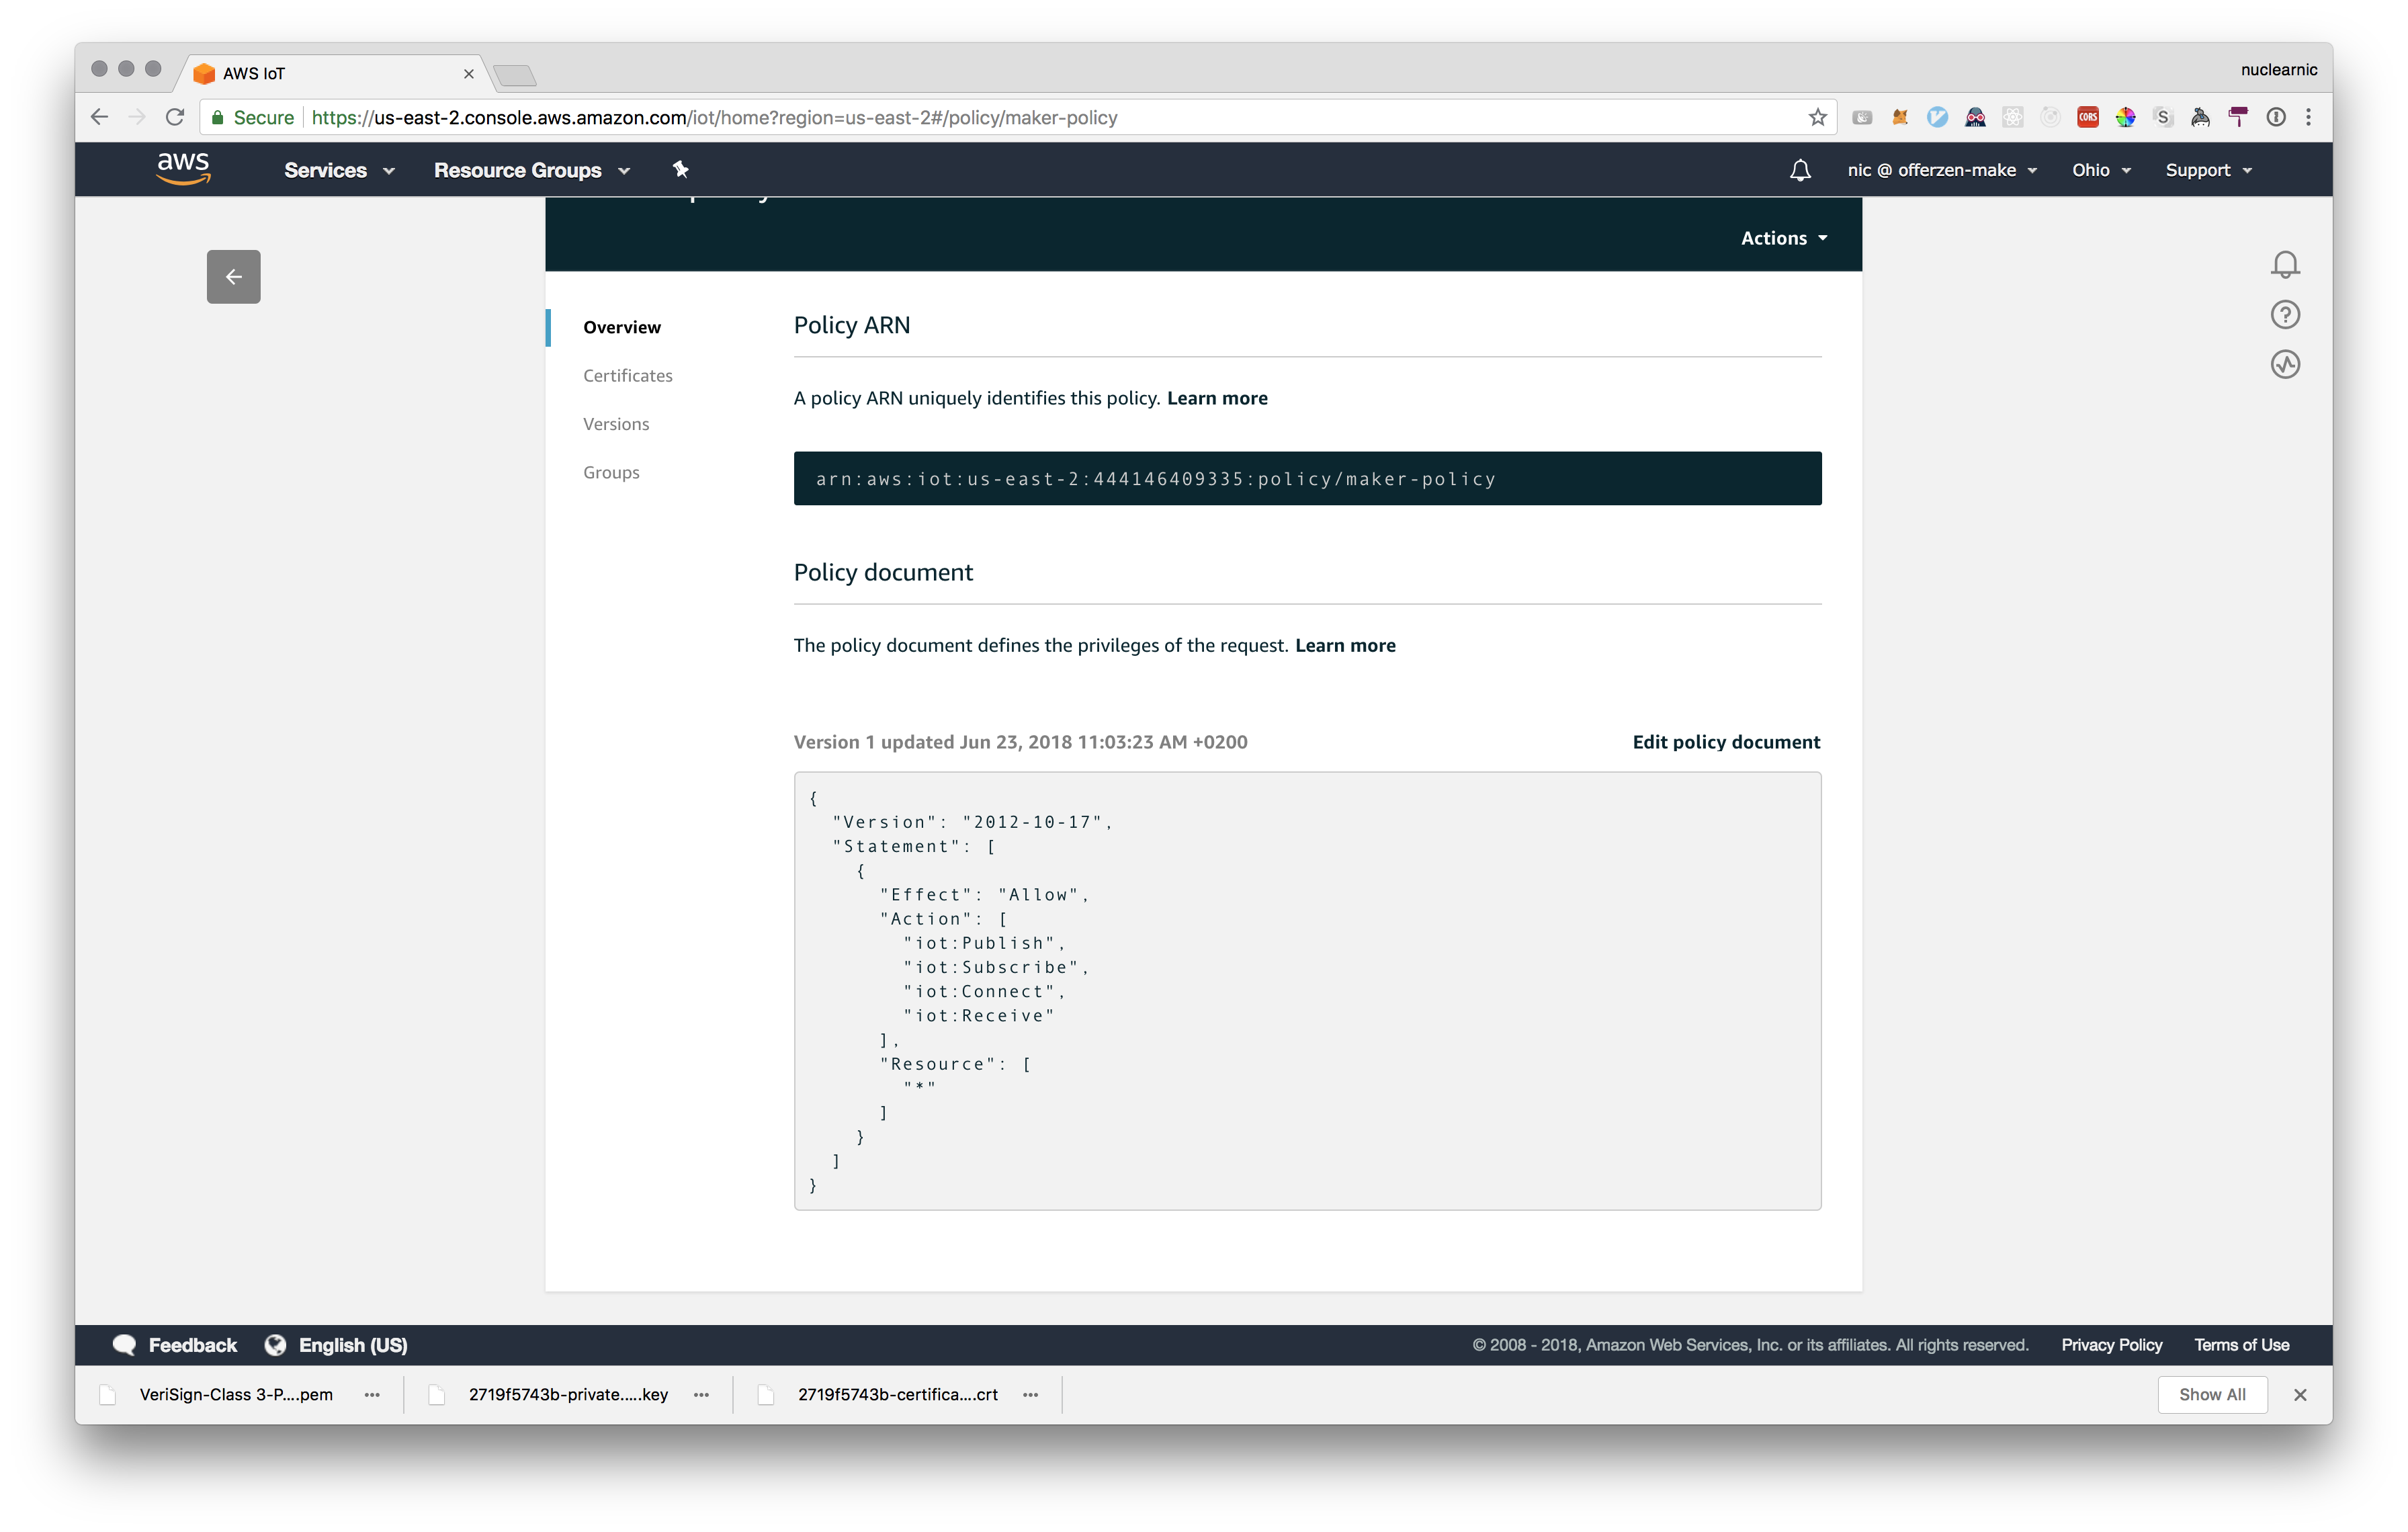 AWS IoT
nuclearnic
Secure https://us-east-2.console.aws.amazon.com/iot/home?region=us-east-2#/policy/maker-policy
CORS
S
aws Services Resource Groups nic @ offerzen-make Ohio Support
Actions
Overview
Certificates
Versions
Groups
Policy ARN
A policy ARN uniquely identifies this policy. Learn more
arn:aws:iot:us-east-2:444146409335:policy/maker-policy
Policy document
The policy document defines the privileges of the request. Learn more
Version 1 updated Jun 23, 2018 11:03:23 AM +0200 Edit policy document
{
"Version": "2012-10-17",
"Statement": [
{
"Effect": "Allow",
"Action": [
"iot:Publish",
"iot:Subscribe",
"iot:Connect",
"iot:Receive"
],
"Resource": [
"*"
]
}
]
}
Feedback English (US) © 2008 - 2018, Amazon Web Services, Inc. or its affiliates. All rights reserved. Privacy Policy Terms of Use
VeriSign-Class 3-P....pem 2719f5743b-private.....key 2719f5743b-certifica....crt Show All